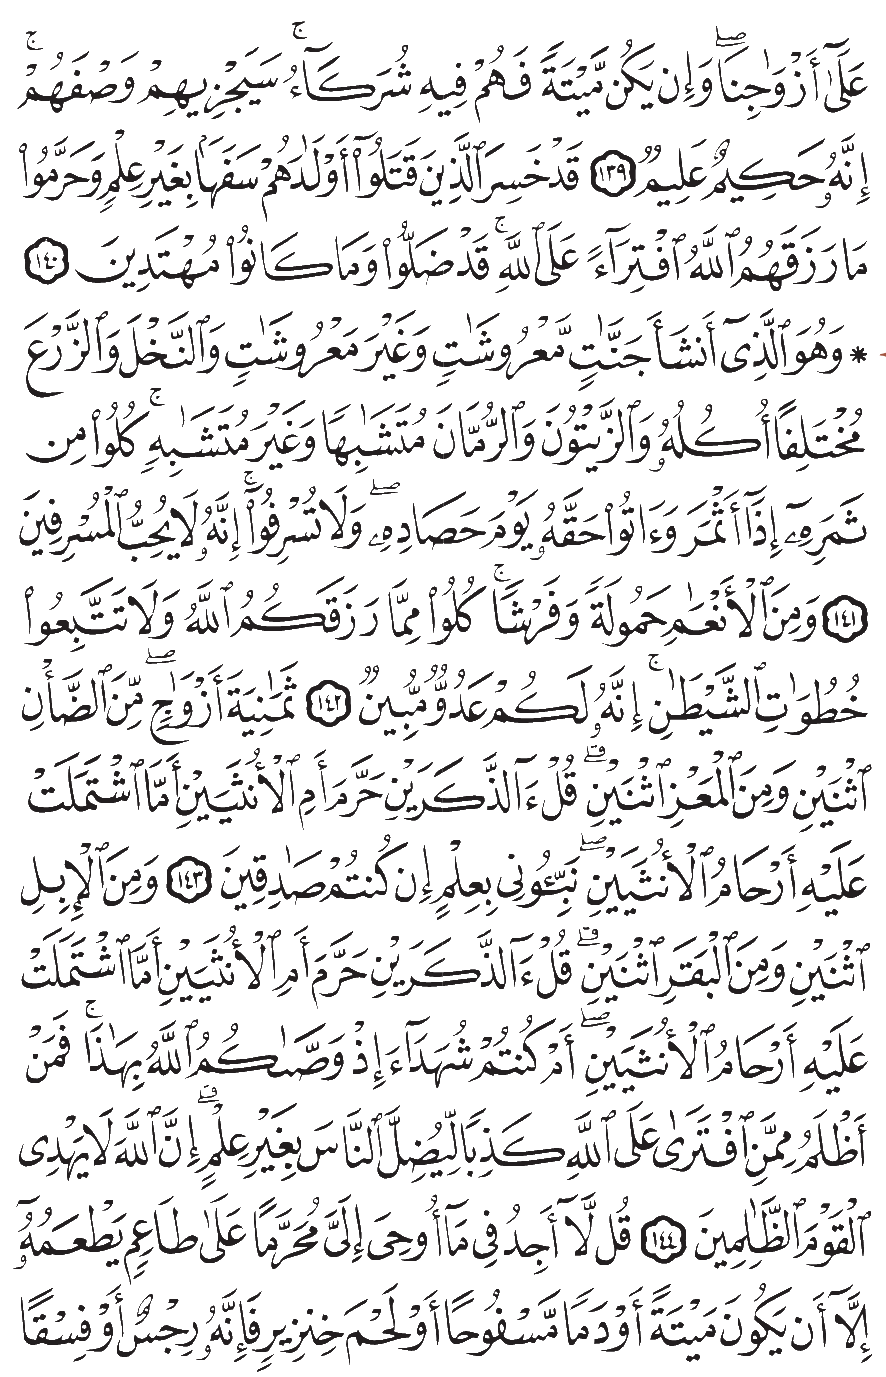 عَلَىٰٓ أَزْوَٰجِنَاۖ وَإِن يَكُن مَّيْتَةً فَهُمْ فِيهِ شُرَكَآءُۚ سَيَجْزِيهِمْ وَصْفَهُمْۚ
إِنَّهُۥ حَكِيمٌ عَلِيمٌ ١٣٩ قَدْ خَسِرَ ٱلَّذِينَ قَتَلُوٓا۟ أَوْلَٰدَهُمْ سَفَهًۢا بِغَيْرِ عِلْمٍ وَحَرَّمُوا۟
مَا رَزَقَهُمُ ٱللَّهُ ٱفْتِرَآءً عَلَى ٱللَّهِۚ قَدْ ضَلُّوا۟ وَمَا كَانُوا۟ مُهْتَدِينَ ١٤٠
* وَهُوَ ٱلَّذِىٓ أَنشَأَ جَنَّٰتٍ مَّعْرُوشَٰتٍ وَغَيْرَ مَعْرُوشَٰتٍ وَٱلنَّخْلَ وَٱلزَّرْعَ
مُخْتَلِفًا أُكُلُهُۥ وَٱلزَّيْتُونَ وَٱلرُّمَّانَ مُتَشَٰبِهًا وَغَيْرَ مُتَشَٰبِهٍۚ كُلُوا۟ مِن
ثَمَرِهِۦٓ إِذَآ أَثْمَرَ وَءَاتُوا۟ حَقَّهُۥ يَوْمَ حَصَادِهِۦۖ وَلَا تُسْرِفُوٓا۟ۚ إِنَّهُۥ لَا يُحِبُّ ٱلْمُسْرِفِينَ
١٤١ وَمِنَ ٱلْأَنْعَٰمِ حَمُولَةً وَفَرْشًاۚ كُلُوا۟ مِمَّا رَزَقَكُمُ ٱللَّهُ وَلَا تَتَّبِعُوا۟
خُطُوَٰتِ ٱلشَّيْطَٰنِۚ إِنَّهُۥ لَكُمْ عَدُوٌّ مُّبِينٌ ١٤٢ ثَمَٰنِيَةَ أَزْوَٰجٍۖ مِّنَ ٱلضَّأْنِ
ٱثْنَيْنِ وَمِنَ ٱلْمَعْزِ ٱثْنَيْنِۗ قُلْ ءَآلذَّكَرَيْنِ حَرَّمَ أَمِ ٱلْأُنثَيَيْنِ أَمَّا ٱشْتَمَلَتْ
عَلَيْهِ أَرْحَامُ ٱلْأُنثَيَيْنِۖ نَبِّـُٔونِى بِعِلْمٍ إِن كُنتُمْ صَٰدِقِينَ ١٤٣ وَمِنَ ٱلْإِبِلِ
ٱثْنَيْنِ وَمِنَ ٱلْبَقَرِ ٱثْنَيْنِۗ قُلْ ءَآلذَّكَرَيْنِ حَرَّمَ أَمِ ٱلْأُنثَيَيْنِ أَمَّا ٱشْتَمَلَتْ
عَلَيْهِ أَرْحَامُ ٱلْأُنثَيَيْنِۖ أَمْ كُنتُمْ شُهَدَآءَ إِذْ وَصَّىٰكُمُ ٱللَّهُ بِهَٰذَاۚ فَمَنْ
أَظْلَمُ مِمَّنِ ٱفْتَرَىٰ عَلَى ٱللَّهِ كَذِبًا لِّيُضِلَّ ٱلنَّاسَ بِغَيْرِ عِلْمٍۗ إِنَّ ٱللَّهَ لَا يَهْدِى
ٱلْقَوْمَ ٱلظَّٰلِمِينَ ١٤٤ قُل لَّآ أَجِدُ فِى مَآ أُوحِىَ إِلَىَّ مُحَرَّمًا عَلَىٰ طَاعِمٍ يَطْعَمُهُۥٓ
إِلَّآ أَن يَكُونَ مَيْتَةً أَوْ دَمًا مَّسْفُوحًا أَوْ لَحْمَ خِنزِيرٍ فَإِنَّهُۥ رِجْسٌ أَوْ فِسْقًا